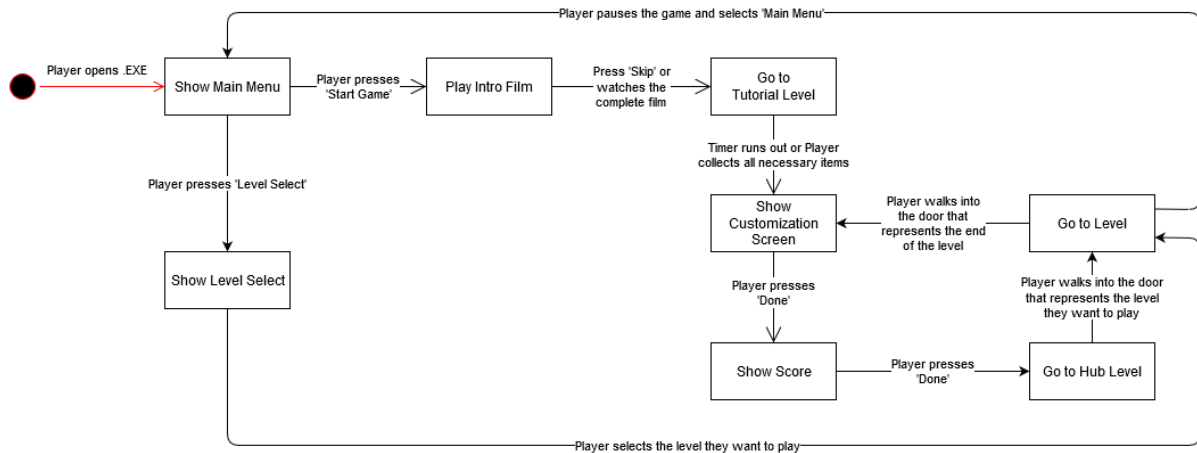 Player pauses the game and selects 'Main Menu'
Player opens .EXE
Show Main Menu
Player presses
'Start Game'
Play Intro Film
Press 'Skip' or
watches the
complete film
Go to
Tutorial Level
Timer runs out or Player
collects all necessary items
Player presses 'Level Select'
Show
Customization
Screen
Player walks into
the door that
represents the end
of the level
Go to Level
Show Level Select
Player presses
'Done'
Player walks into the door
that represents the level
they want to play
Show Score
Player presses
'Done'
Go to Hub Level
Player selects the level they want to play